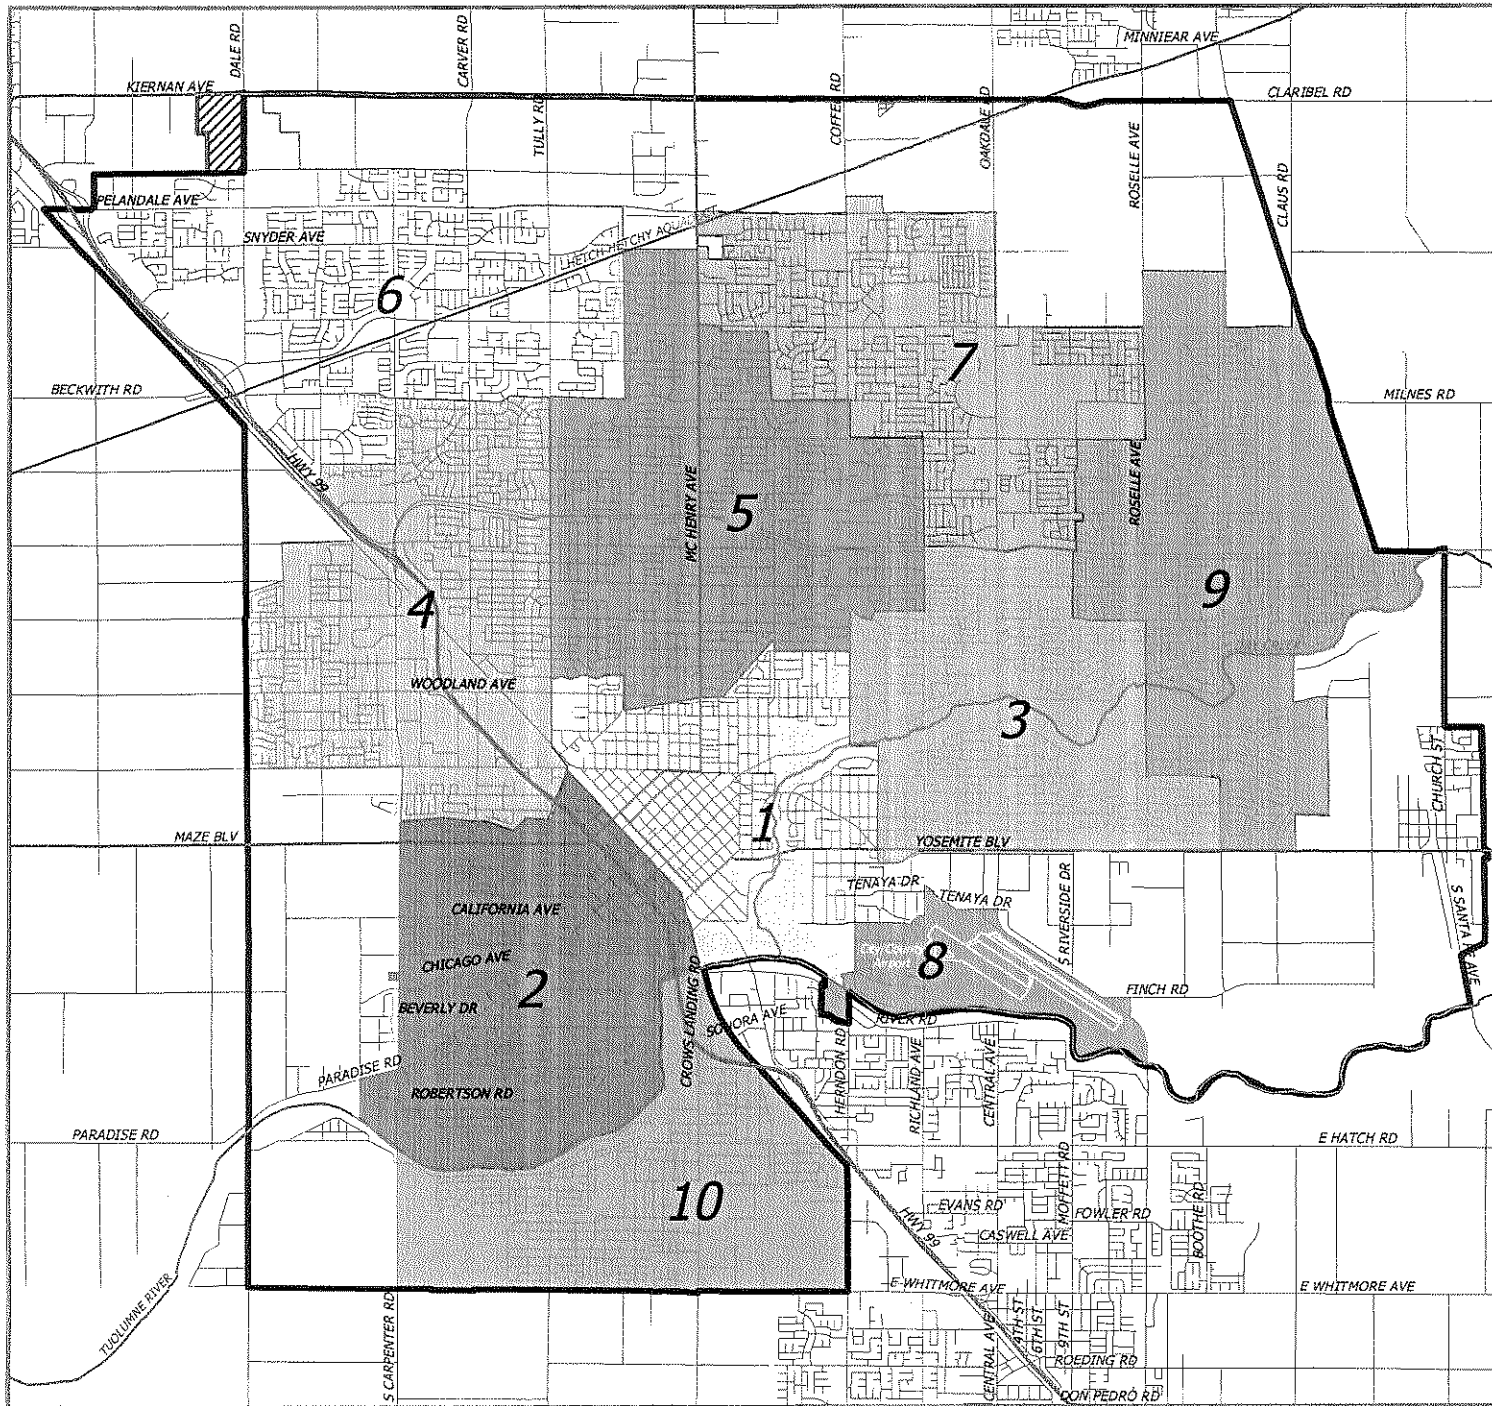 DALE RD
CARVER RD
MINNIEAR AVE
KIERNAN AVE
CLARIBEL RD
TULLY RD
COFFEE RD
OAKDALE RD
ROSELLE AVE
CLAUS RD
PELANDALE AVE
SNYDER AVE
HETCH HETCHY
6
7
BECKWITH RD
MILNES RD
HWY 99
MC HENRY AVE
5
ROSELLE AVE
9
4
WOODLAND AVE
3
CHURCH ST
1
MAZE BLV
YOSEMITE BLV
TENAYA DR
TENAYA DR
S RIVERSIDE DR
CALIFORNIA AVE
CHICAGO AVE
2
8
BEVERLY DR
CROWS LANDING RD
FINCH RD
SONORA AVE
RIVER RD
HERNDON RD
RICHLAND AVE
CENTRAL AVE
PARADISE RD
ROBERTSON RD
PARADISE RD
E HATCH RD
10
EVANS RD
MOFFETT RD
FOWLER RD
BOOTHE RD
CASWELL AVE
HWY 99
E WHITMORE AVE
E WHITMORE AVE
TUOLUMNE RIVER
S CARPENTER RD
CENTRAL AVE
4TH ST
6TH ST
9TH ST
ROEDING RD
DON PEDRO RD